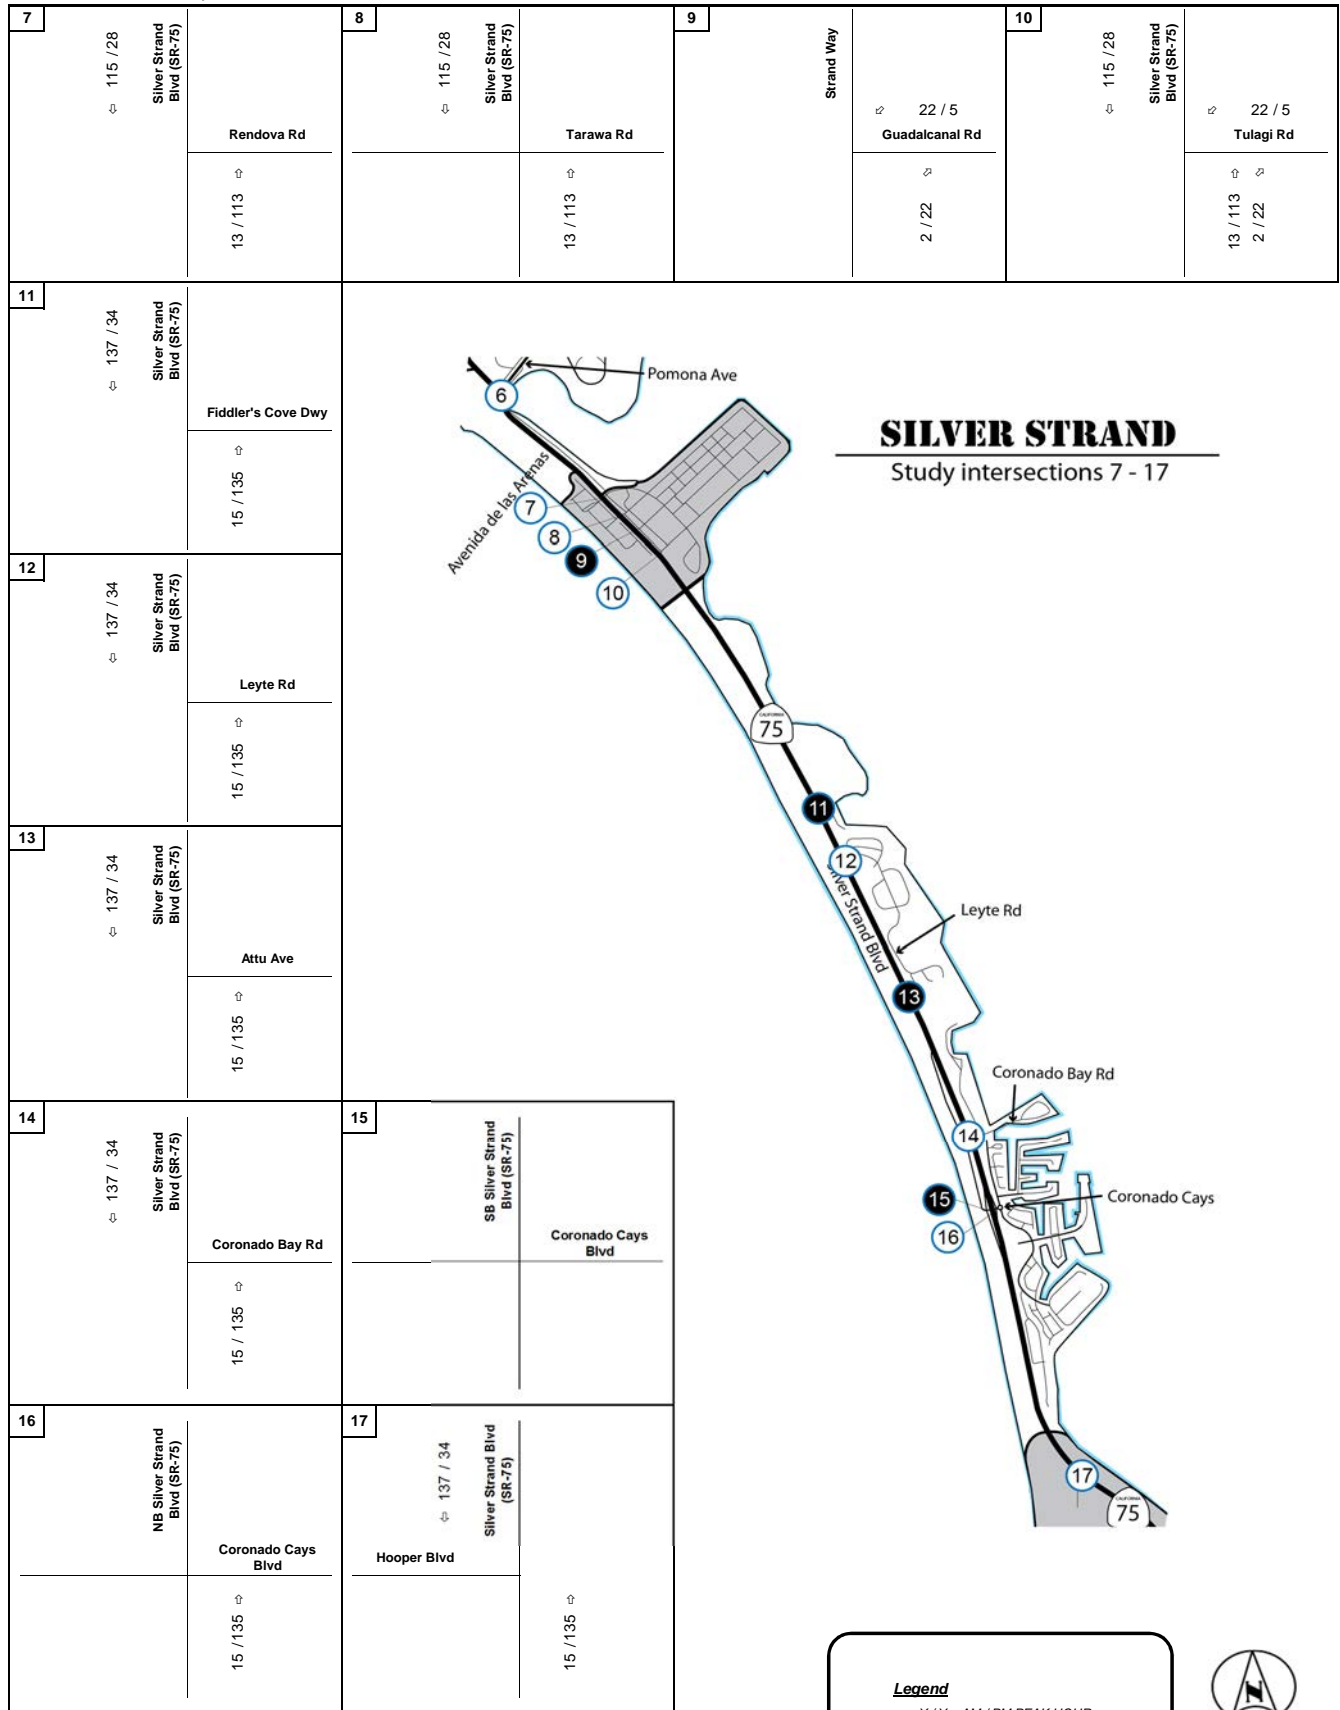 7
115 / 28
Silver Strand
Blvd (SR-75)
Rendova Rd
13 / 113
8
115 / 28
Silver Strand
Blvd (SR-75)
Tarawa Rd
13 / 113
9
Strand Way
22 / 5
Guadalcanal Rd
2 / 22
10
115 / 28
Silver Strand
Blvd (SR-75)
22 / 5
Tulagi Rd
13 / 113
2 / 22
11
137 / 34
Silver Strand
Blvd (SR-75)
Fiddler's Cove Dwy
15 / 135
12
137 / 34
Silver Strand
Blvd (SR-75)
Leyte Rd
15 / 135
13
137 / 34
Silver Strand
Blvd (SR-75)
Attu Ave
15 / 135
14
137 / 34
Silver Strand
Blvd (SR-75)
Coronado Bay Rd
15 / 135
15
SB Silver Strand
Blvd (SR-75)
Coronado Cays
Blvd
16
NB Silver Strand
Blvd (SR-75)
Coronado Cays
Blvd
15 / 135
17
137 / 34
Silver Strand Blvd
(SR-75)
Hooper Blvd
15 / 135
SILVER STRAND
Study intersections 7 - 17
Pomona Ave
6
Avenida de las Arenas
7
8
9
10
CALIFORNIA
75
11
12
Silver Strand Blvd
Leyte Rd
13
Coronado Bay Rd
14
15
Coronado Cays
16
17
CALIFORNIA
75
Legend
N